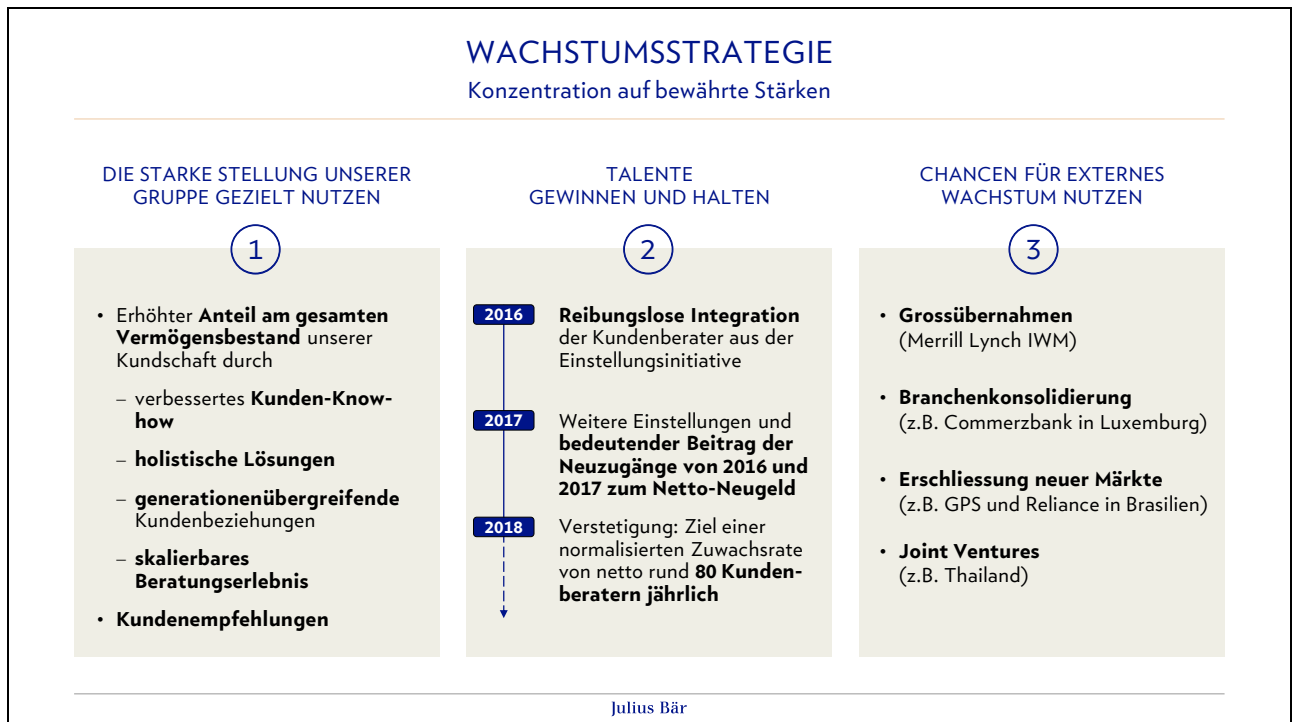 WACHSTUMSSTRATEGIE
Konzentration auf bewährte Stärken
DIE STARKE STELLUNG UNSERER
GRUPPE GEZIELT NUTZEN
1
• Erhöhter Anteil am gesamten
Vermögensbestand unserer
Kundschaft durch
– verbessertes Kunden-Know-
how
– holistische Lösungen
– generationenübergreifende
Kundenbeziehungen
– skalierbares
Beratungserlebnis
• Kundenempfehlungen
TALENTE
GEWINNEN UND HALTEN
2
2016
Reibungslose Integration
der Kundenberater aus der
Einstellungsinitiative
2017
Weitere Einstellungen und
bedeutender Beitrag der
Neuzugänge von 2016 und
2017 zum Netto-Neugeld
2018
Verstetigung: Ziel einer
normalisierten Zuwachsrate
von netto rund 80 Kunden-
beratern jährlich
CHANCEN FÜR EXTERNES
WACHSTUM NUTZEN
3
• Grossübernahmen
(Merrill Lynch IWM)
• Branchenkonsolidierung
(z.B. Commerzbank in Luxemburg)
• Erschliessung neuer Märkte
(z.B. GPS und Reliance in Brasilien)
• Joint Ventures
(z.B. Thailand)
Julius Bär